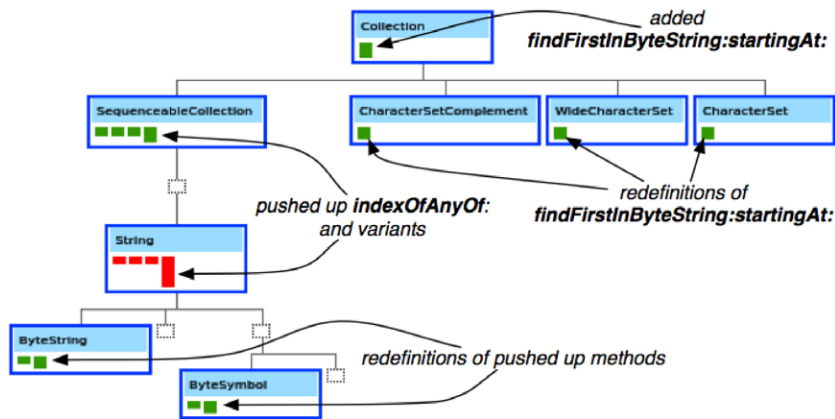 added
findFirstInByteString:startingAt:
Collection
SequenceableCollection
CharacterSetComplement
WideCharacterSet
CharacterSet
pushed up indexOfAnyOf:
and variants
redefinitions of
findFirstInByteString:startingAt:
String
ByteString
redefinitions of pushed up methods
ByteSymbol